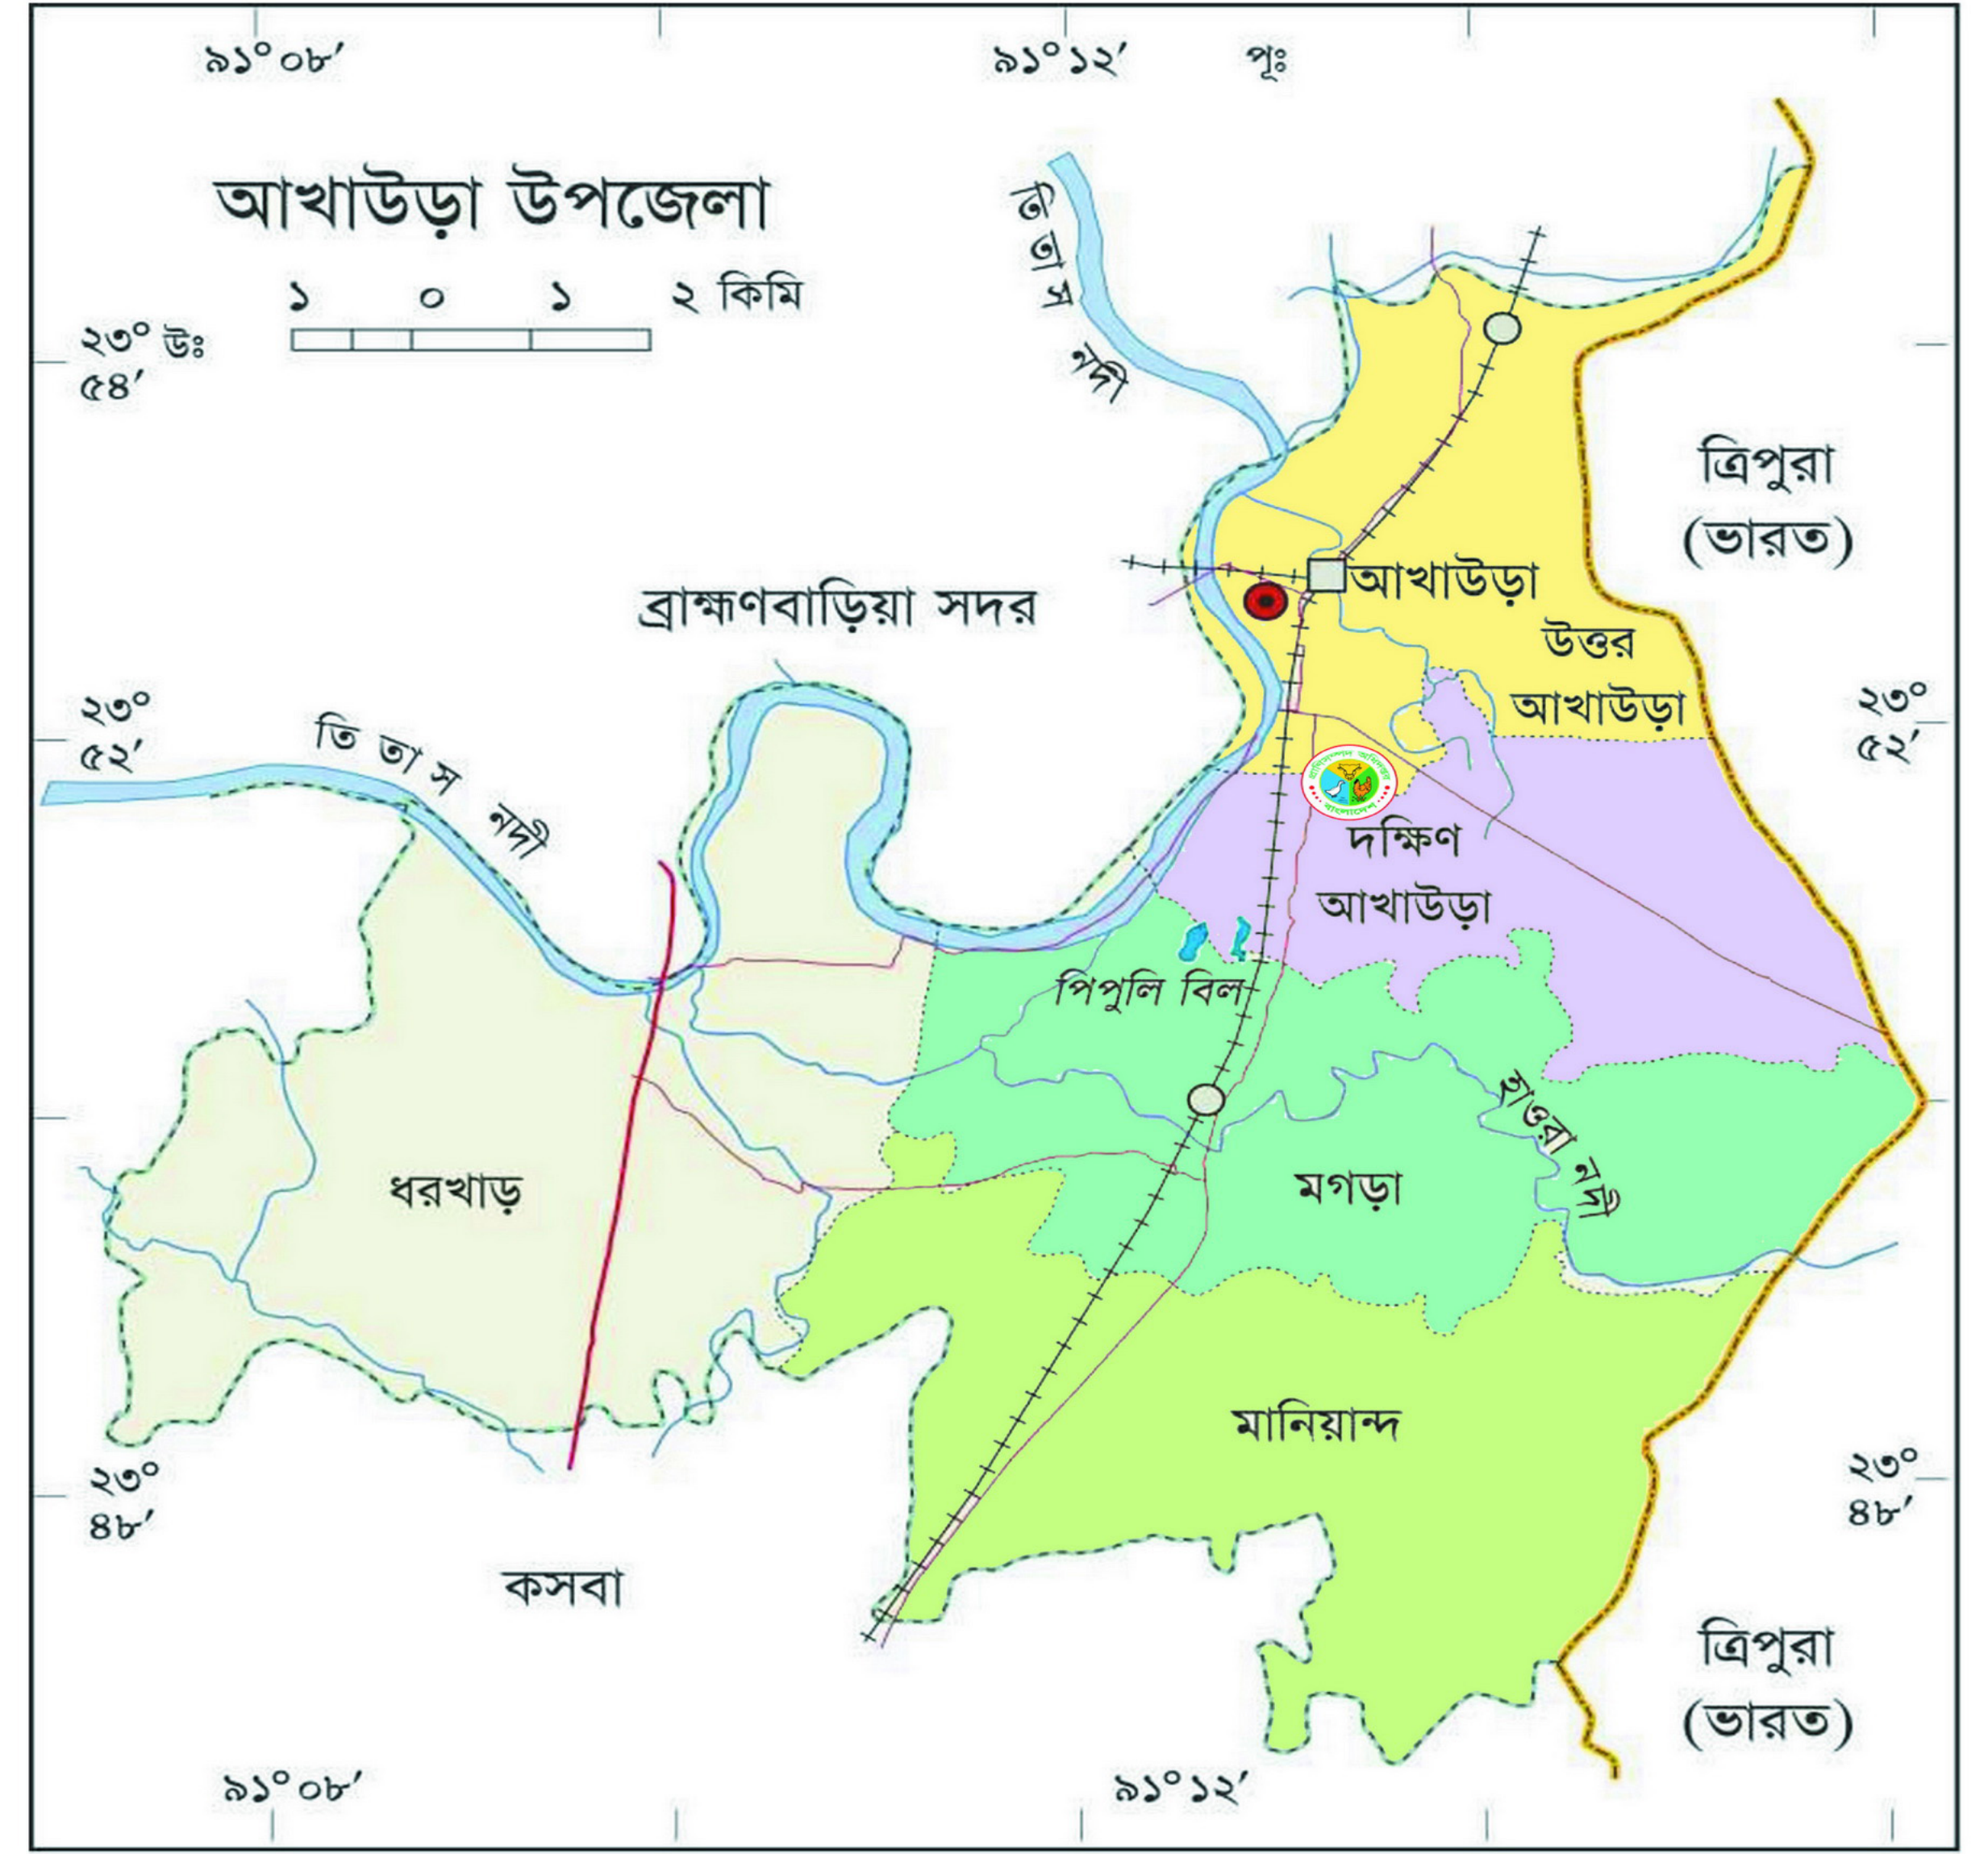 ৯১°০৮′
৯১°১২′
পূঃ
আখাউড়া উপজেলা
১ ০ ১ ২ কিমি
২৩° উঃ
৫৪′
তিতাস নদী
ত্রিপুরা
(ভারত)
আখাউড়া
ব্রাহ্মণবাড়িয়া সদর
উত্তর
আখাউড়া
২৩°
৫২′
২৩°
৫২′
তিতাস নদী
দক্ষিণ
আখাউড়া
পিপুলি বিল
হাওরা নদী
ধরখাড়
মগড়া
মানিয়ান্দ
২৩°
৪৮′
২৩°
৪৮′
কসবা
ত্রিপুরা
(ভারত)
৯১°০৮′
৯১°১২′